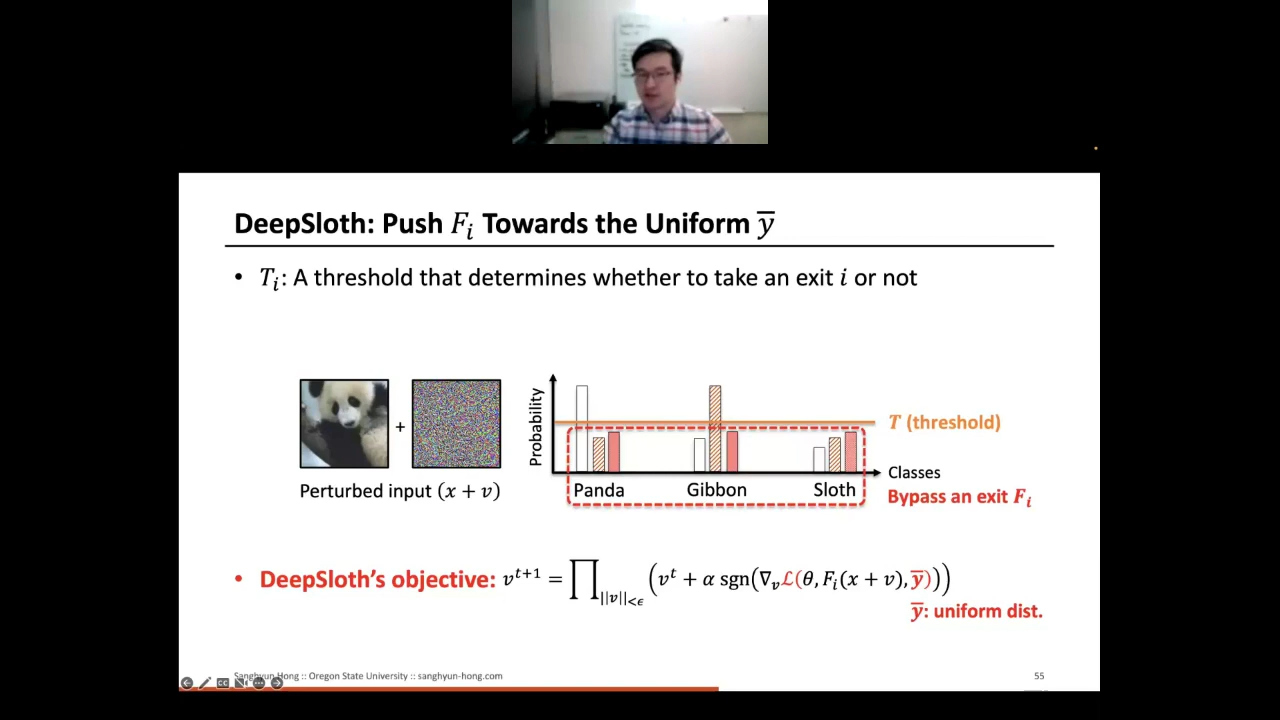 DeepSloth: Push F_i Towards the Uniform ȳ
• T_i: A threshold that determines whether to take an exit i or not
+
Perturbed input (x + v)
Probability
T (threshold)
Panda Gibbon Sloth
Classes
Bypass an exit F_i
• DeepSloth's objective: v^{t+1} = ∏_{||v||<ϵ} (v^t + α sgn(∇_v ℒ(θ, F_i(x + v), ȳ)))
ȳ: uniform dist.
Sanghyun Hong :: Oregon State University :: sanghyun-hong.com
55
CC